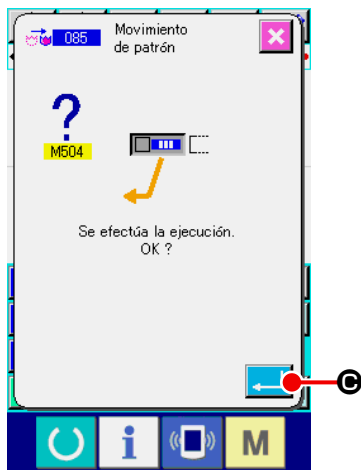 085
Movimiento
de patrón
?
M504
Se efectúa la ejecución.
OK ?
C
i
M